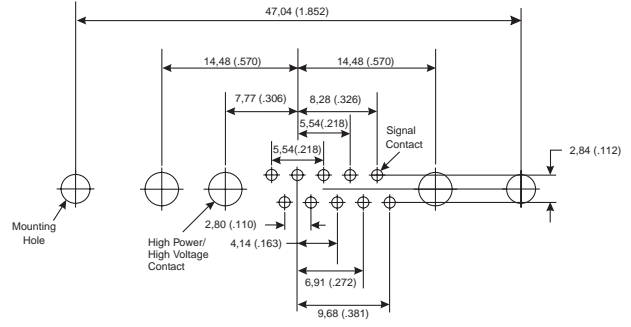 47,04 (1.852)
14,48 (.570)
14,48 (.570)
7,77 (.306)
8,28 (.326)
5,54(.218)
Signal
Contact
5,54(.218)
2,84 (.112)
Mounting
Hole
2,80 (.110)
High Power/
High Voltage
Contact
4,14 (.163)
6,91 (.272)
9,68 (.381)